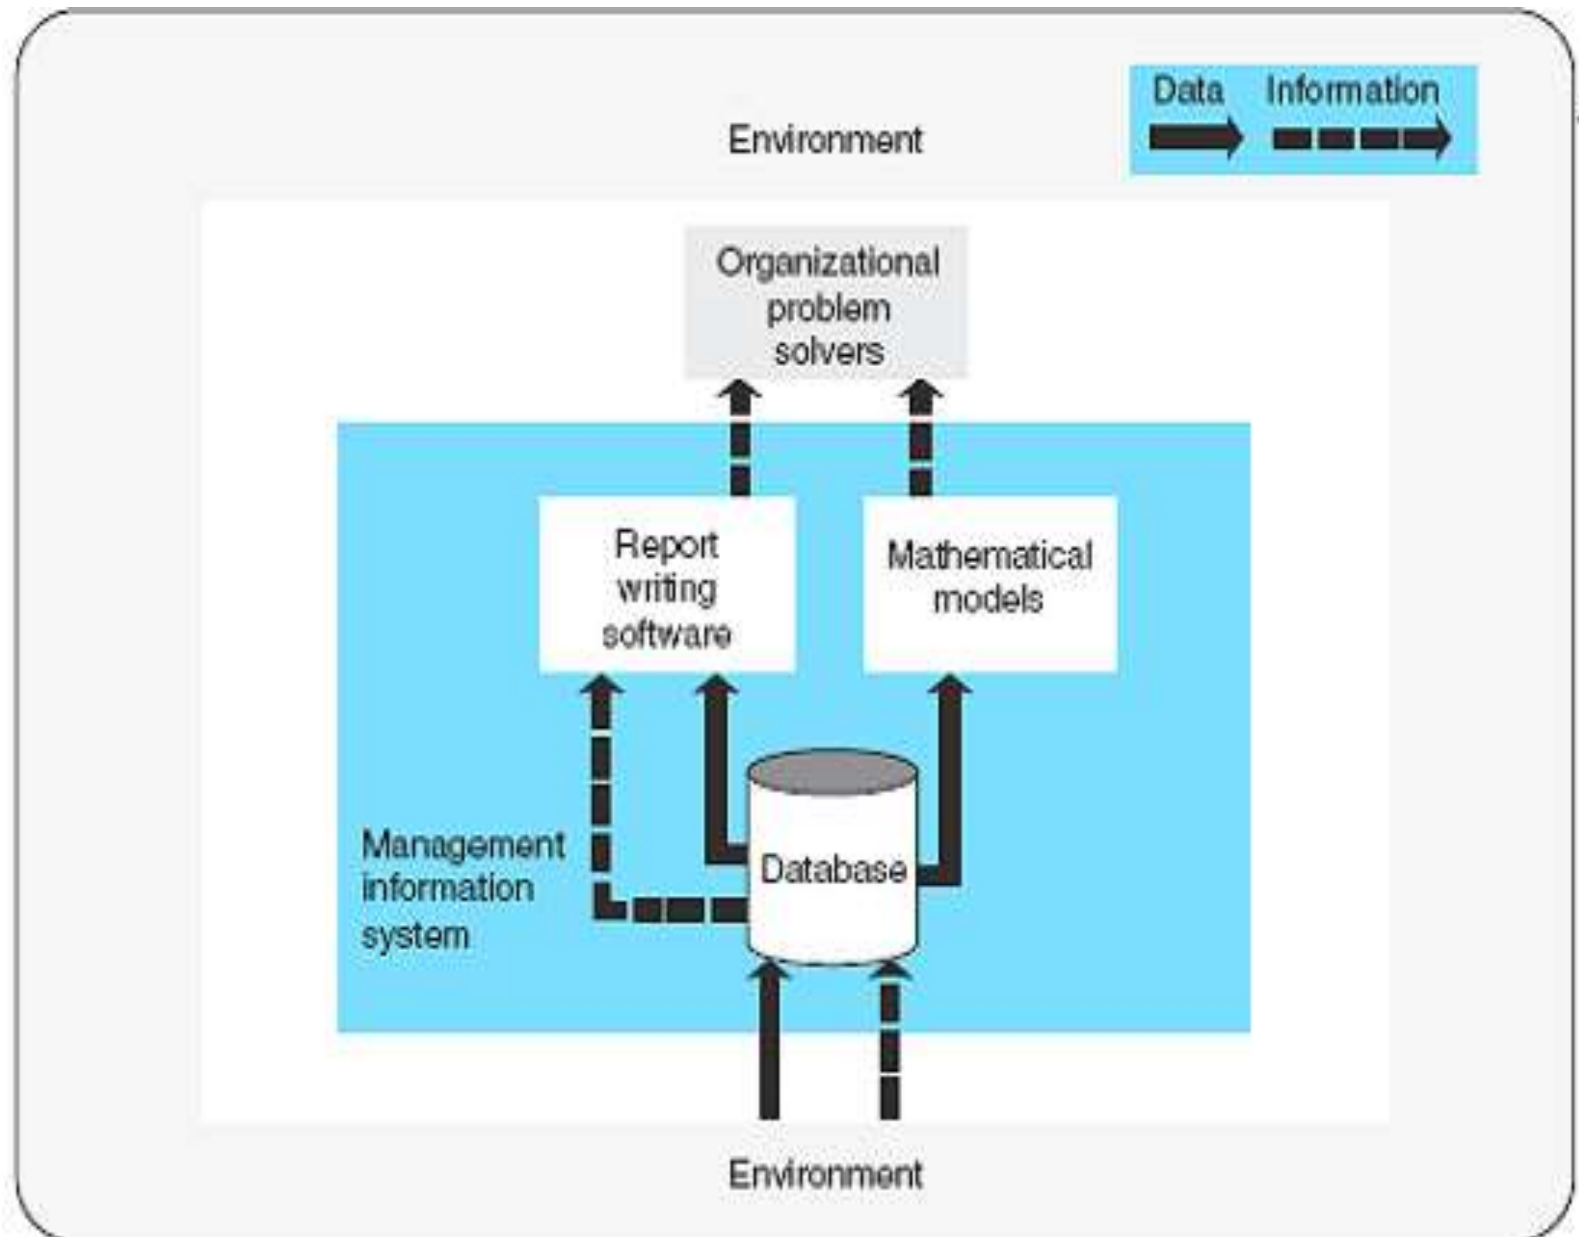 Data Information
Environment
Organizational
problem
solvers
Report
writing
software
Mathematical
models
Management
information
system
Database
Environment